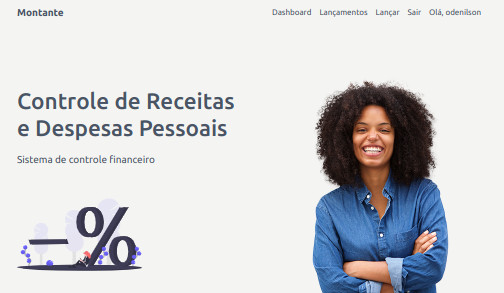 Montante
Dashboard Lançamentos Lançar Sair Olá, odenilson
Controle de Receitas
e Despesas Pessoais
Sistema de controle financeiro
-%